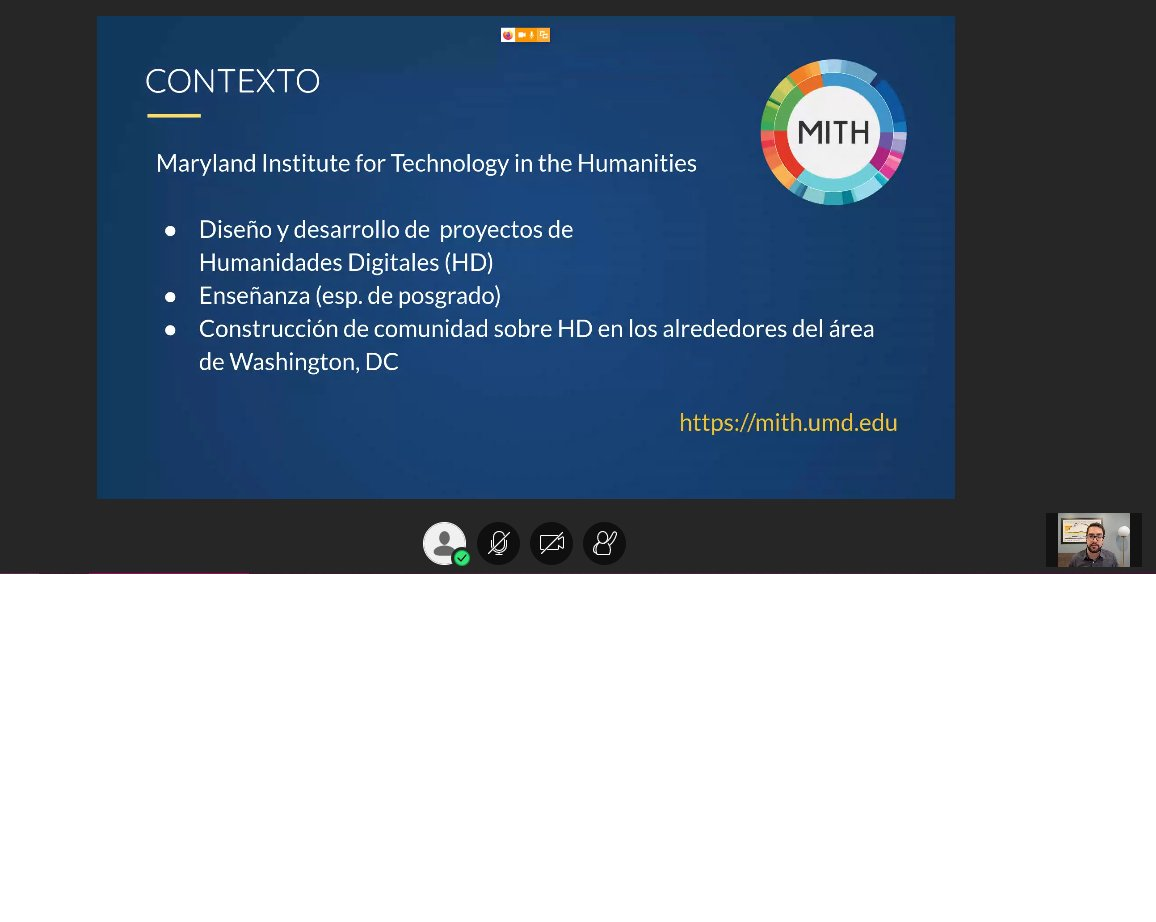 CONTEXTO
MITH
Maryland Institute for Technology in the Humanities
● Diseño y desarrollo de proyectos de
Humanidades Digitales (HD)
● Enseñanza (esp. de posgrado)
● Construcción de comunidad sobre HD en los alrededores del área
de Washington, DC
https://mith.umd.edu